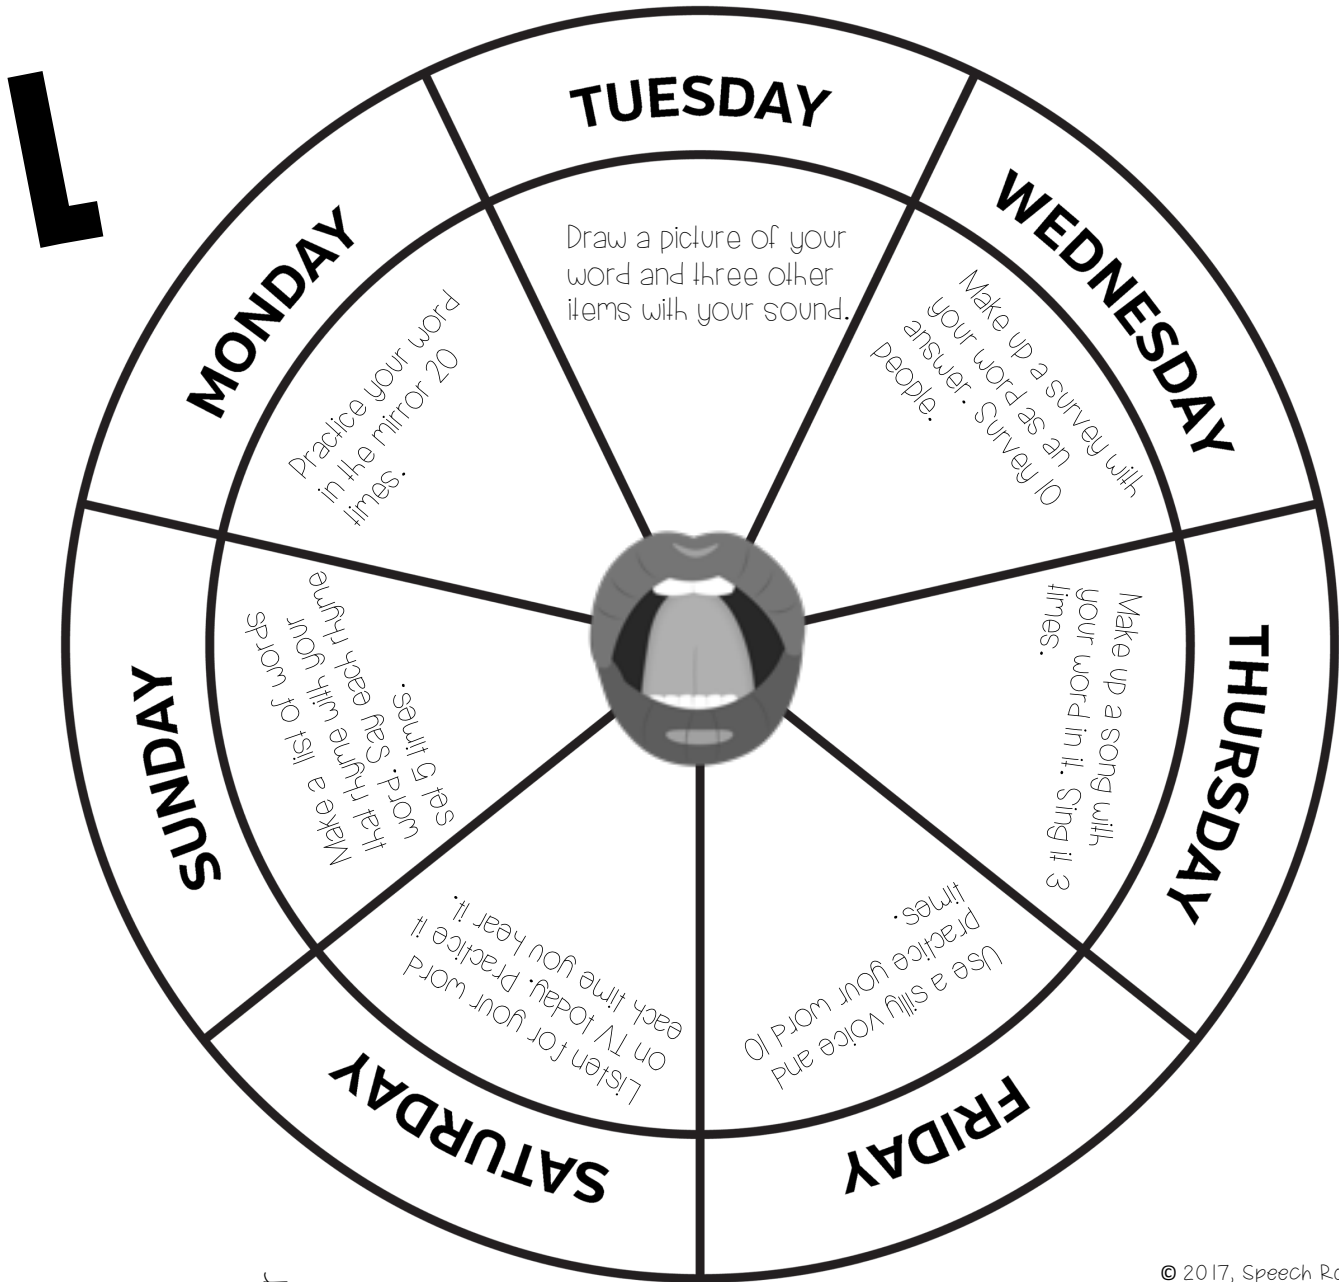 MONDAY
Practice your word
in the mirror 20
times.
TUESDAY
Draw a picture of your
word and three other
items with your sound.
WEDNESDAY
Make up a survey with
your word as an
answer. Survey 10
people.
THURSDAY
Make up a song with
your word in it. Sing it 3
times.
FRIDAY
Use a silly voice and
practice your word 10
times.
SATURDAY
Listen for your word
on TV today. Practice it
each time you hear it.
SUNDAY
Make a list of words
that rhyme with your
word. Say each rhyme
set 5 times.
© 2017, Speech